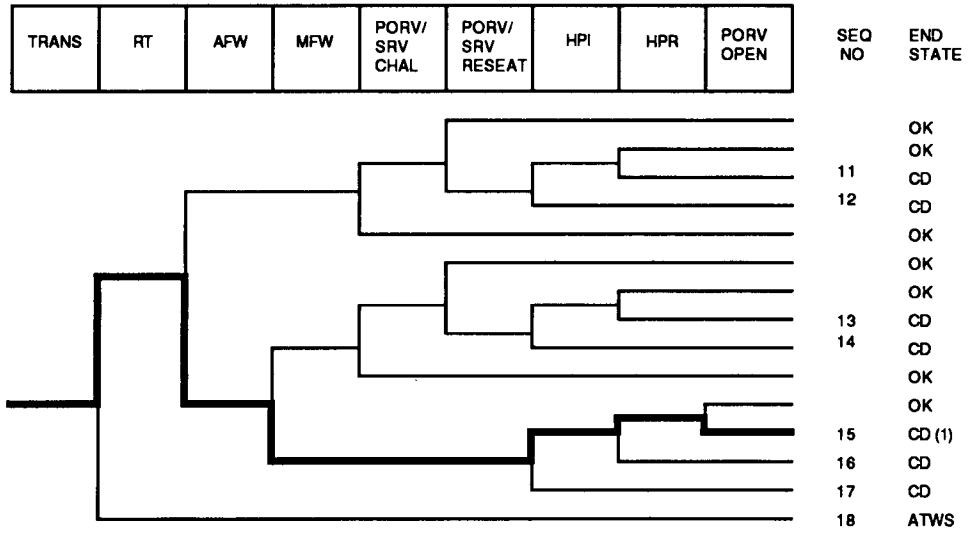 TRANS RT AFW MFW PORV/ SRV CHAL PORV/ SRV RESEAT HPI HPR PORV OPEN SEQ NO END STATE
OK
OK
11 CD
12 CD
OK
OK
OK
13 CD
14 CD
OK
OK
15 CD (1)
16 CD
17 CD
18 ATWS